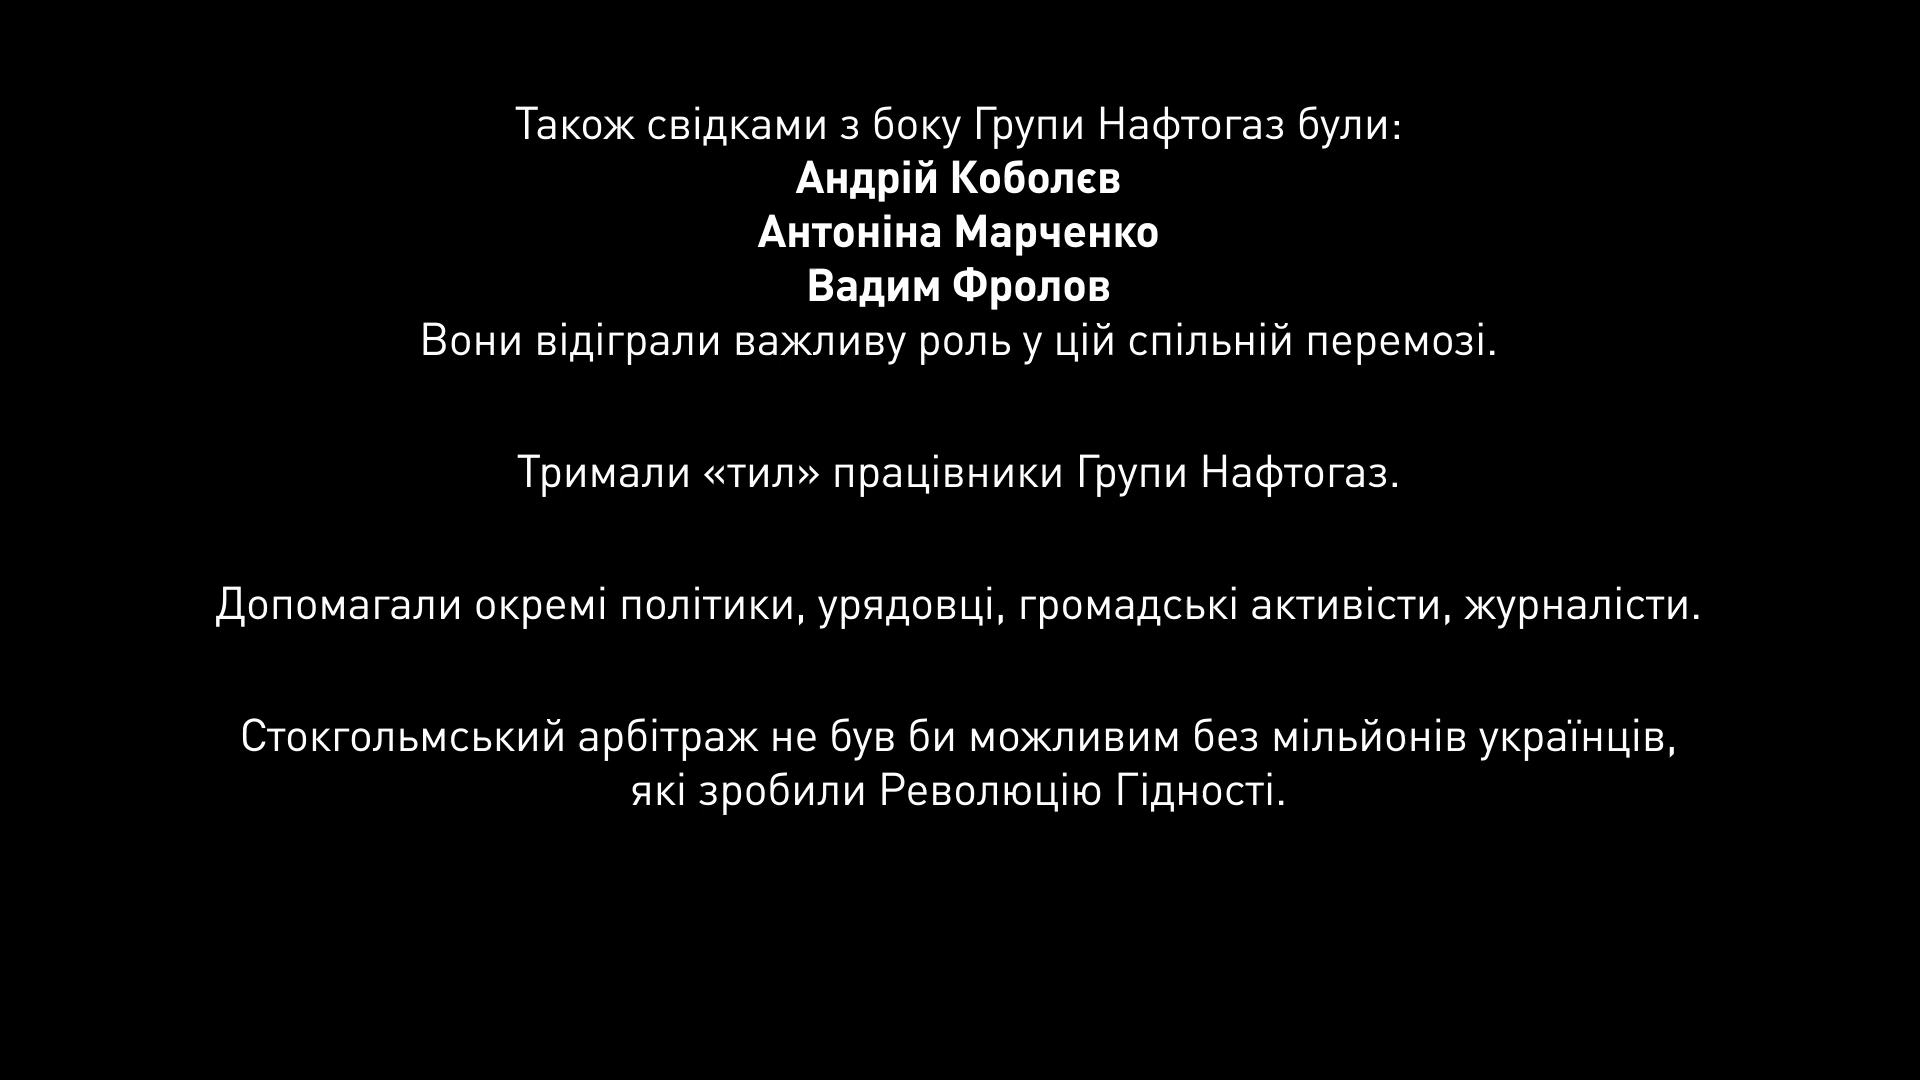 Також свідками з боку Групи Нафтогаз були:
Андрій Коболєв
Антоніна Марченко
Вадим Фролов
Вони відіграли важливу роль у цій спільній перемозі.
Тримали «тил» працівники Групи Нафтогаз.
Допомагали окремі політики, урядовці, громадські активісти, журналісти.
Стокгольмський арбітраж не був би можливим без мільйонів українців,
які зробили Революцію Гідності.